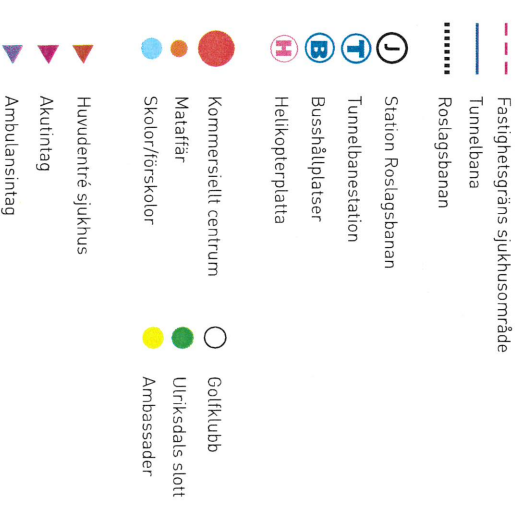 Fastighetsgräns sjukhusområde
Tunnelbana
Roslagsbanan
J Station Roslagsbanan
T Tunnelbanestation
B Busshållplatser
H Helikopterplatta
Kommersiellt centrum
Mataffär
Skolor/förskolor
Golfklubb
Ulriksdals slott
Ambassader
Huvudentré sjukhus
Akutintag
Ambulansintag